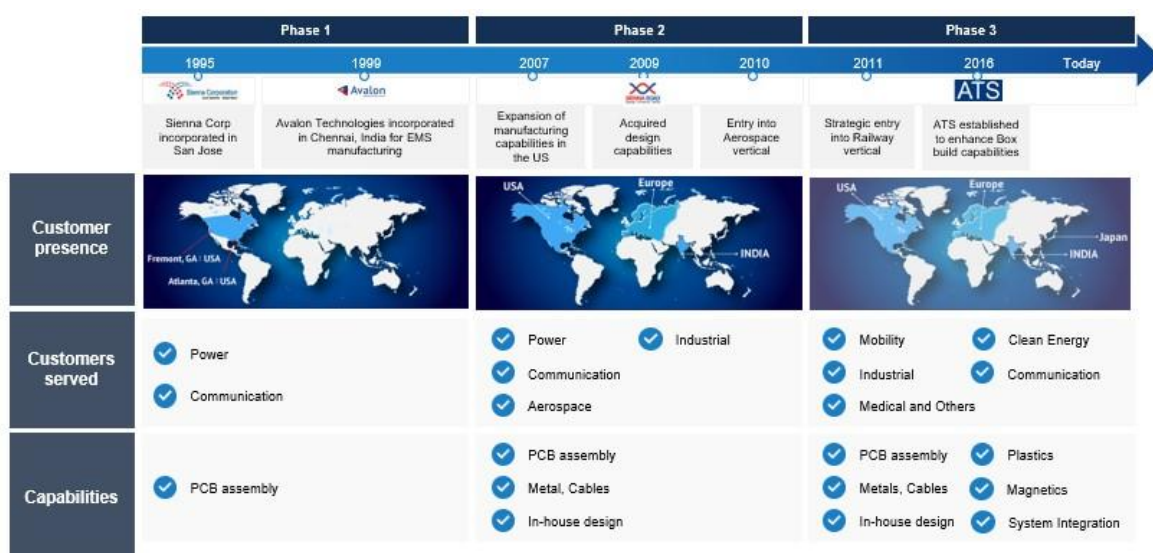 Phase 1
Phase 2
Phase 3
1995
1999
2007
2009
2010
2011
2016
Today
Sienna Corporation
Avalon
ATS
Sienna Corp
incorporated in
San Jose
Avalon Technologies incorporated
in Chennai, India for EMS
manufacturing
Expansion of
manufacturing
capabilities in
the US
Acquired
design
capabilities
Entry into
Aerospace
vertical
Strategic entry
into Railway
vertical
ATS established
to enhance Box
build capabilities
Customer
presence
Fremont, GA : USA
Atlanta, GA : USA
USA
Europe
INDIA
USA
Europe
Japan
INDIA
Customers
served
Power
Communication
Power
Industrial
Communication
Aerospace
Mobility
Clean Energy
Industrial
Communication
Medical and Others
Capabilities
PCB assembly
PCB assembly
Metal, Cables
In-house design
PCB assembly
Plastics
Metals, Cables
Magnetics
In-house design
System Integration